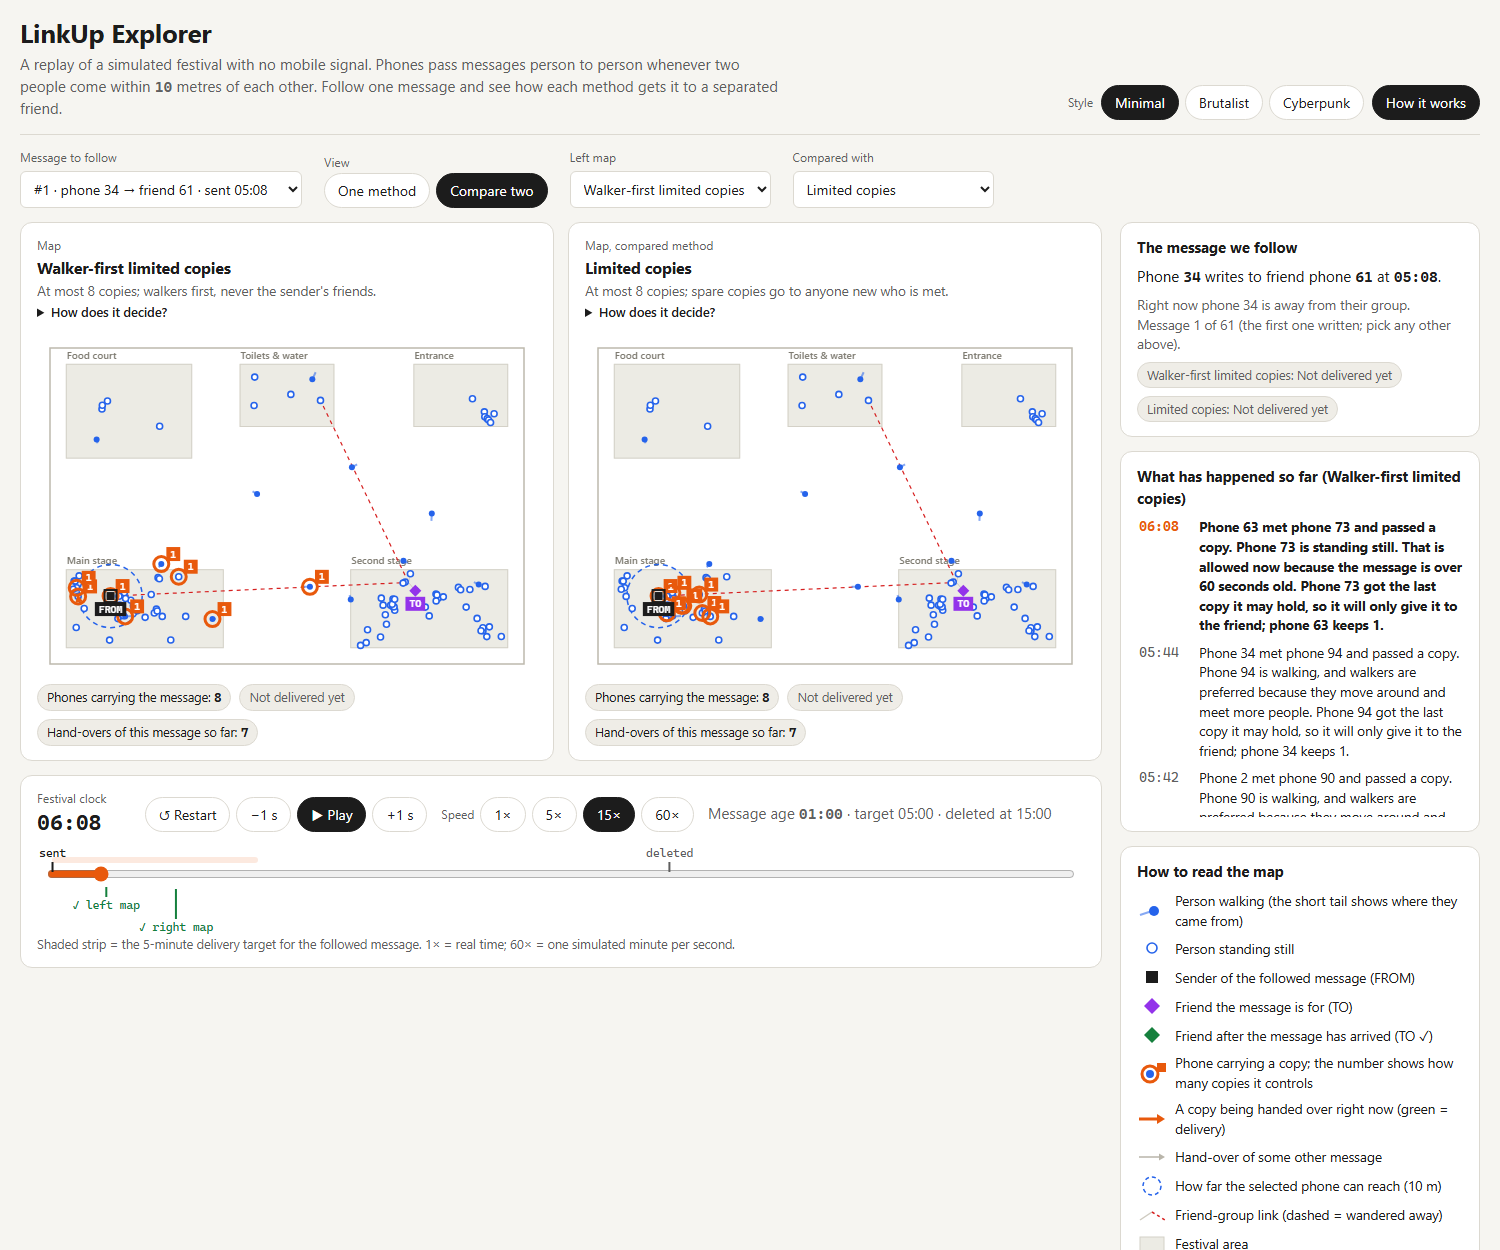 LinkUp Explorer
A replay of a simulated festival with no mobile signal. Phones pass messages person to person whenever two
people come within 10 metres of each other. Follow one message and see how each method gets it to a separated
friend.
Style
Minimal
Brutalist
Cyberpunk
How it works
Message to follow
#1 · phone 34 → friend 61 · sent 05:08
View
One method
Compare two
Left map
Walker-first limited copies
Compared with
Limited copies
Map
Walker-first limited copies
At most 8 copies; walkers first, never the sender's friends.
▶ How does it decide?
Food court
Toilets & water
Entrance
Main stage
Second stage
1
1
1
1
1
1
1
FROM
TO
Phones carrying the message: 8
Not delivered yet
Hand-overs of this message so far: 7
Map, compared method
Limited copies
At most 8 copies; spare copies go to anyone new who is met.
▶ How does it decide?
Food court
Toilets & water
Entrance
Main stage
Second stage
1
1
1
1
1
FROM
TO
Phones carrying the message: 8
Not delivered yet
Hand-overs of this message so far: 7
Festival clock
06:08
↺ Restart
−1 s
▶ Play
+1 s
Speed
1×
5×
15×
60×
Message age 01:00 · target 05:00 · deleted at 15:00
sent
deleted
✓ left map
✓ right map
Shaded strip = the 5-minute delivery target for the followed message. 1× = real time; 60× = one simulated minute per second.
The message we follow
Phone 34 writes to friend phone 61 at 05:08.
Right now phone 34 is away from their group.
Message 1 of 61 (the first one written; pick any other
above).
Walker-first limited copies: Not delivered yet
Limited copies: Not delivered yet
What has happened so far (Walker-first limited
copies)
06:08
Phone 63 met phone 73 and passed a
copy. Phone 73 is standing still. That is
allowed now because the message is over
60 seconds old. Phone 73 got the last
copy it may hold, so it will only give it to
the friend; phone 63 keeps 1.
05:44
Phone 34 met phone 94 and passed a copy.
Phone 94 is walking, and walkers are
preferred because they move around and
meet more people. Phone 94 got the last
copy it may hold, so it will only give it to the
friend; phone 34 keeps 1.
05:42
Phone 2 met phone 90 and passed a copy.
Phone 90 is walking, and walkers are
preferred because they move around and
How to read the map
Person walking (the short tail shows where they
came from)
Person standing still
Sender of the followed message (FROM)
Friend the message is for (TO)
Friend after the message has arrived (TO ✓)
Phone carrying a copy; the number shows how
many copies it controls
A copy being handed over right now (green =
delivery)
Hand-over of some other message
How far the selected phone can reach (10 m)
Friend-group link (dashed = wandered away)
Festival area